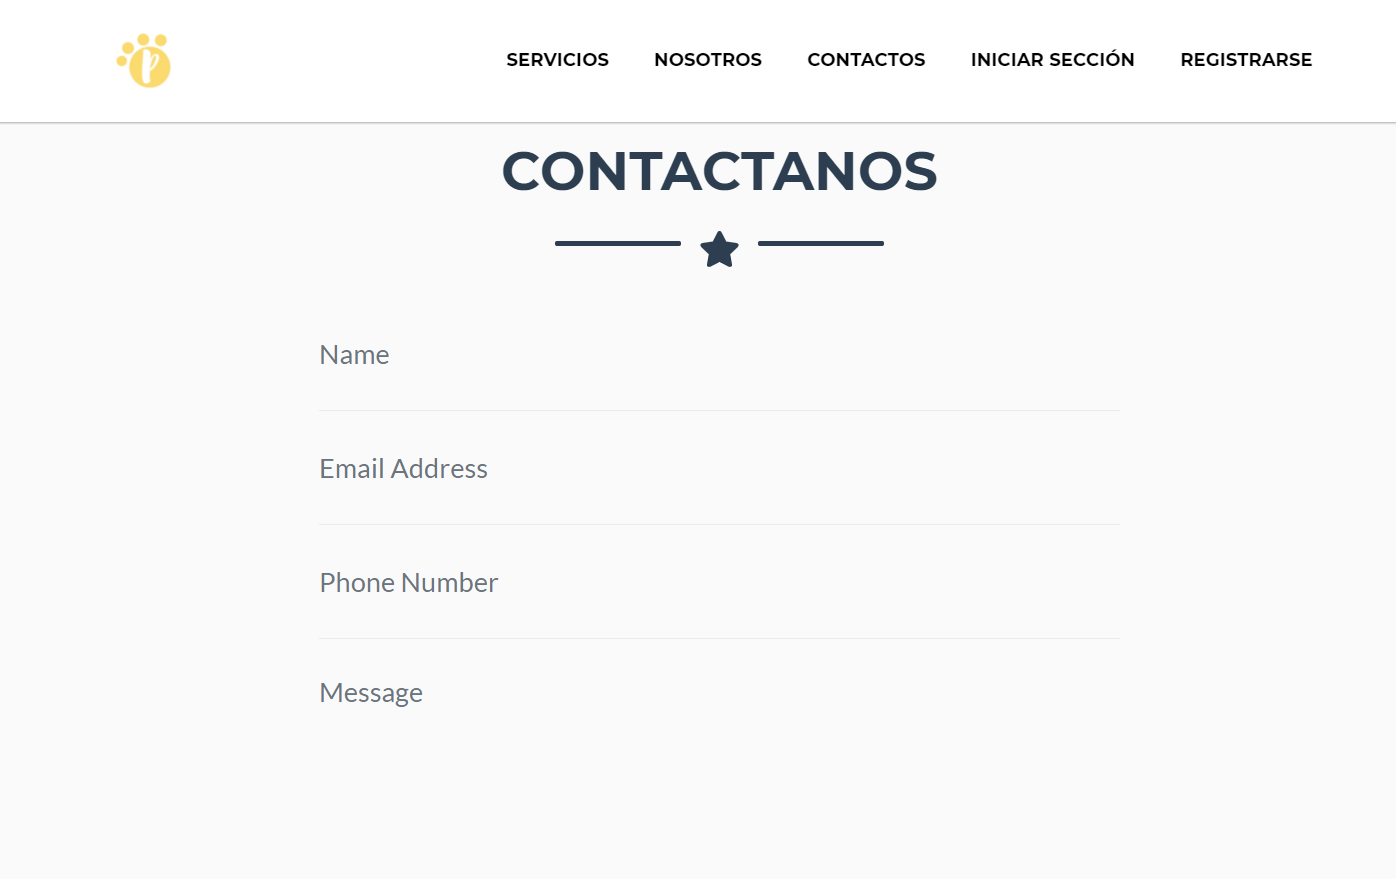 p
SERVICIOS NOSOTROS CONTACTOS INICIAR SECCIÓN REGISTRARSE
CONTACTANOS
Name
Email Address
Phone Number
Message